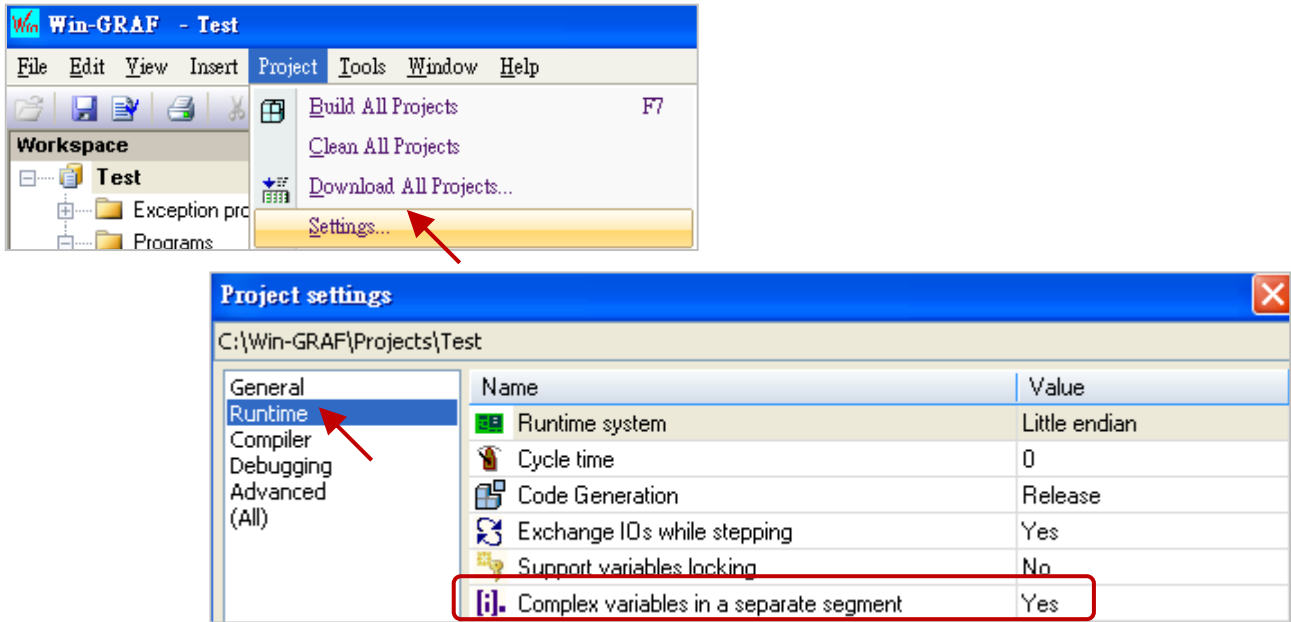 Win-GRAF - Test
File Edit View Insert Project Tools Window Help
Build All Projects F7
Workspace
Clean All Projects
Test
Download All Projects...
Exception pro
Settings...
Programs
Project settings
C:\Win-GRAF\Projects\Test
General
Runtime
Compiler
Debugging
Advanced
(All)
Name Value
Runtime system Little endian
Cycle time 0
Code Generation Release
Exchange IOs while stepping Yes
Support variables locking No
[i]. Complex variables in a separate segment Yes